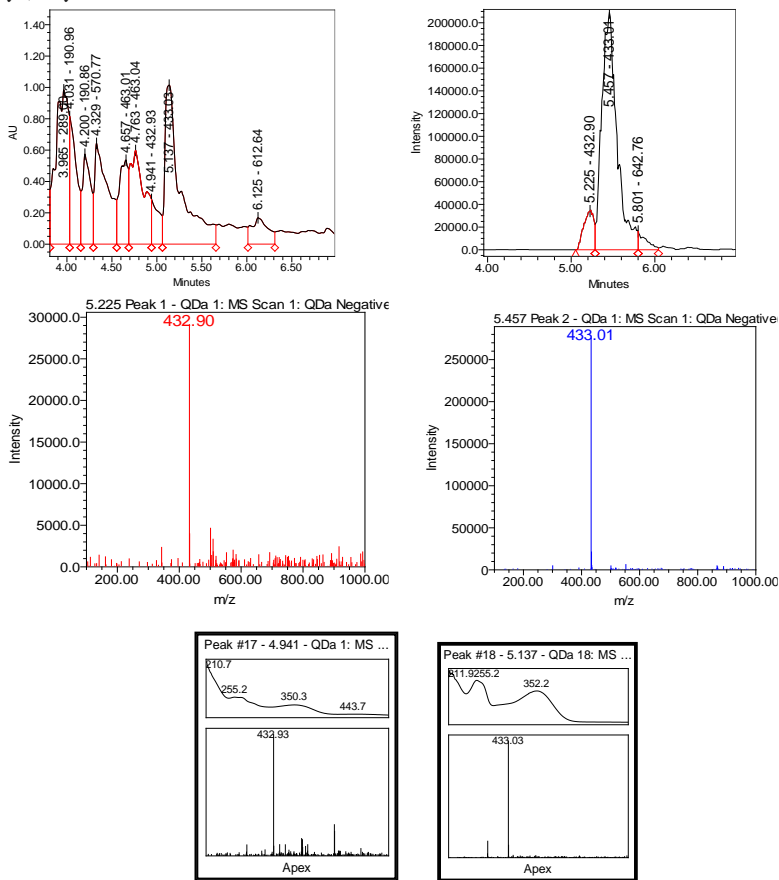 1.40
1.20
1.00
0.80
0.60
0.40
0.20
0.00
AU
3.965 - 289.
4.031 - 190.96
4.200 - 190.86
4.329 - 570.77
4.657 - 463.01
4.763 - 463.04
4.941 - 432.93
5.137 - 433.03
6.125 - 612.64
4.00 4.50 5.00 5.50 6.00 6.50
Minutes
200000.0
180000.0
160000.0
140000.0
120000.0
100000.0
80000.0
60000.0
40000.0
20000.0
0.0
Intensity
5.225 - 432.90
5.457 - 433.01
5.801 - 642.76
4.00 5.00 6.00
Minutes
5.225 Peak 1 - QDa 1: MS Scan 1: QDa Negative
432.90
30000.0
25000.0
20000.0
15000.0
10000.0
5000.0
0.0
Intensity
200.00 400.00 600.00 800.00 1000.00
m/z
5.457 Peak 2 - QDa 1: MS Scan 1: QDa Negative
433.01
250000
200000
150000
100000
50000
0
Intensity
200.00 400.00 600.00 800.00 1000.00
m/z
Peak #17 - 4.941 - QDa 1: MS ...
210.7
255.2
350.3
443.7
432.93
Apex
Peak #18 - 5.137 - QDa 18: MS ...
211.9
255.2
352.2
433.03
Apex